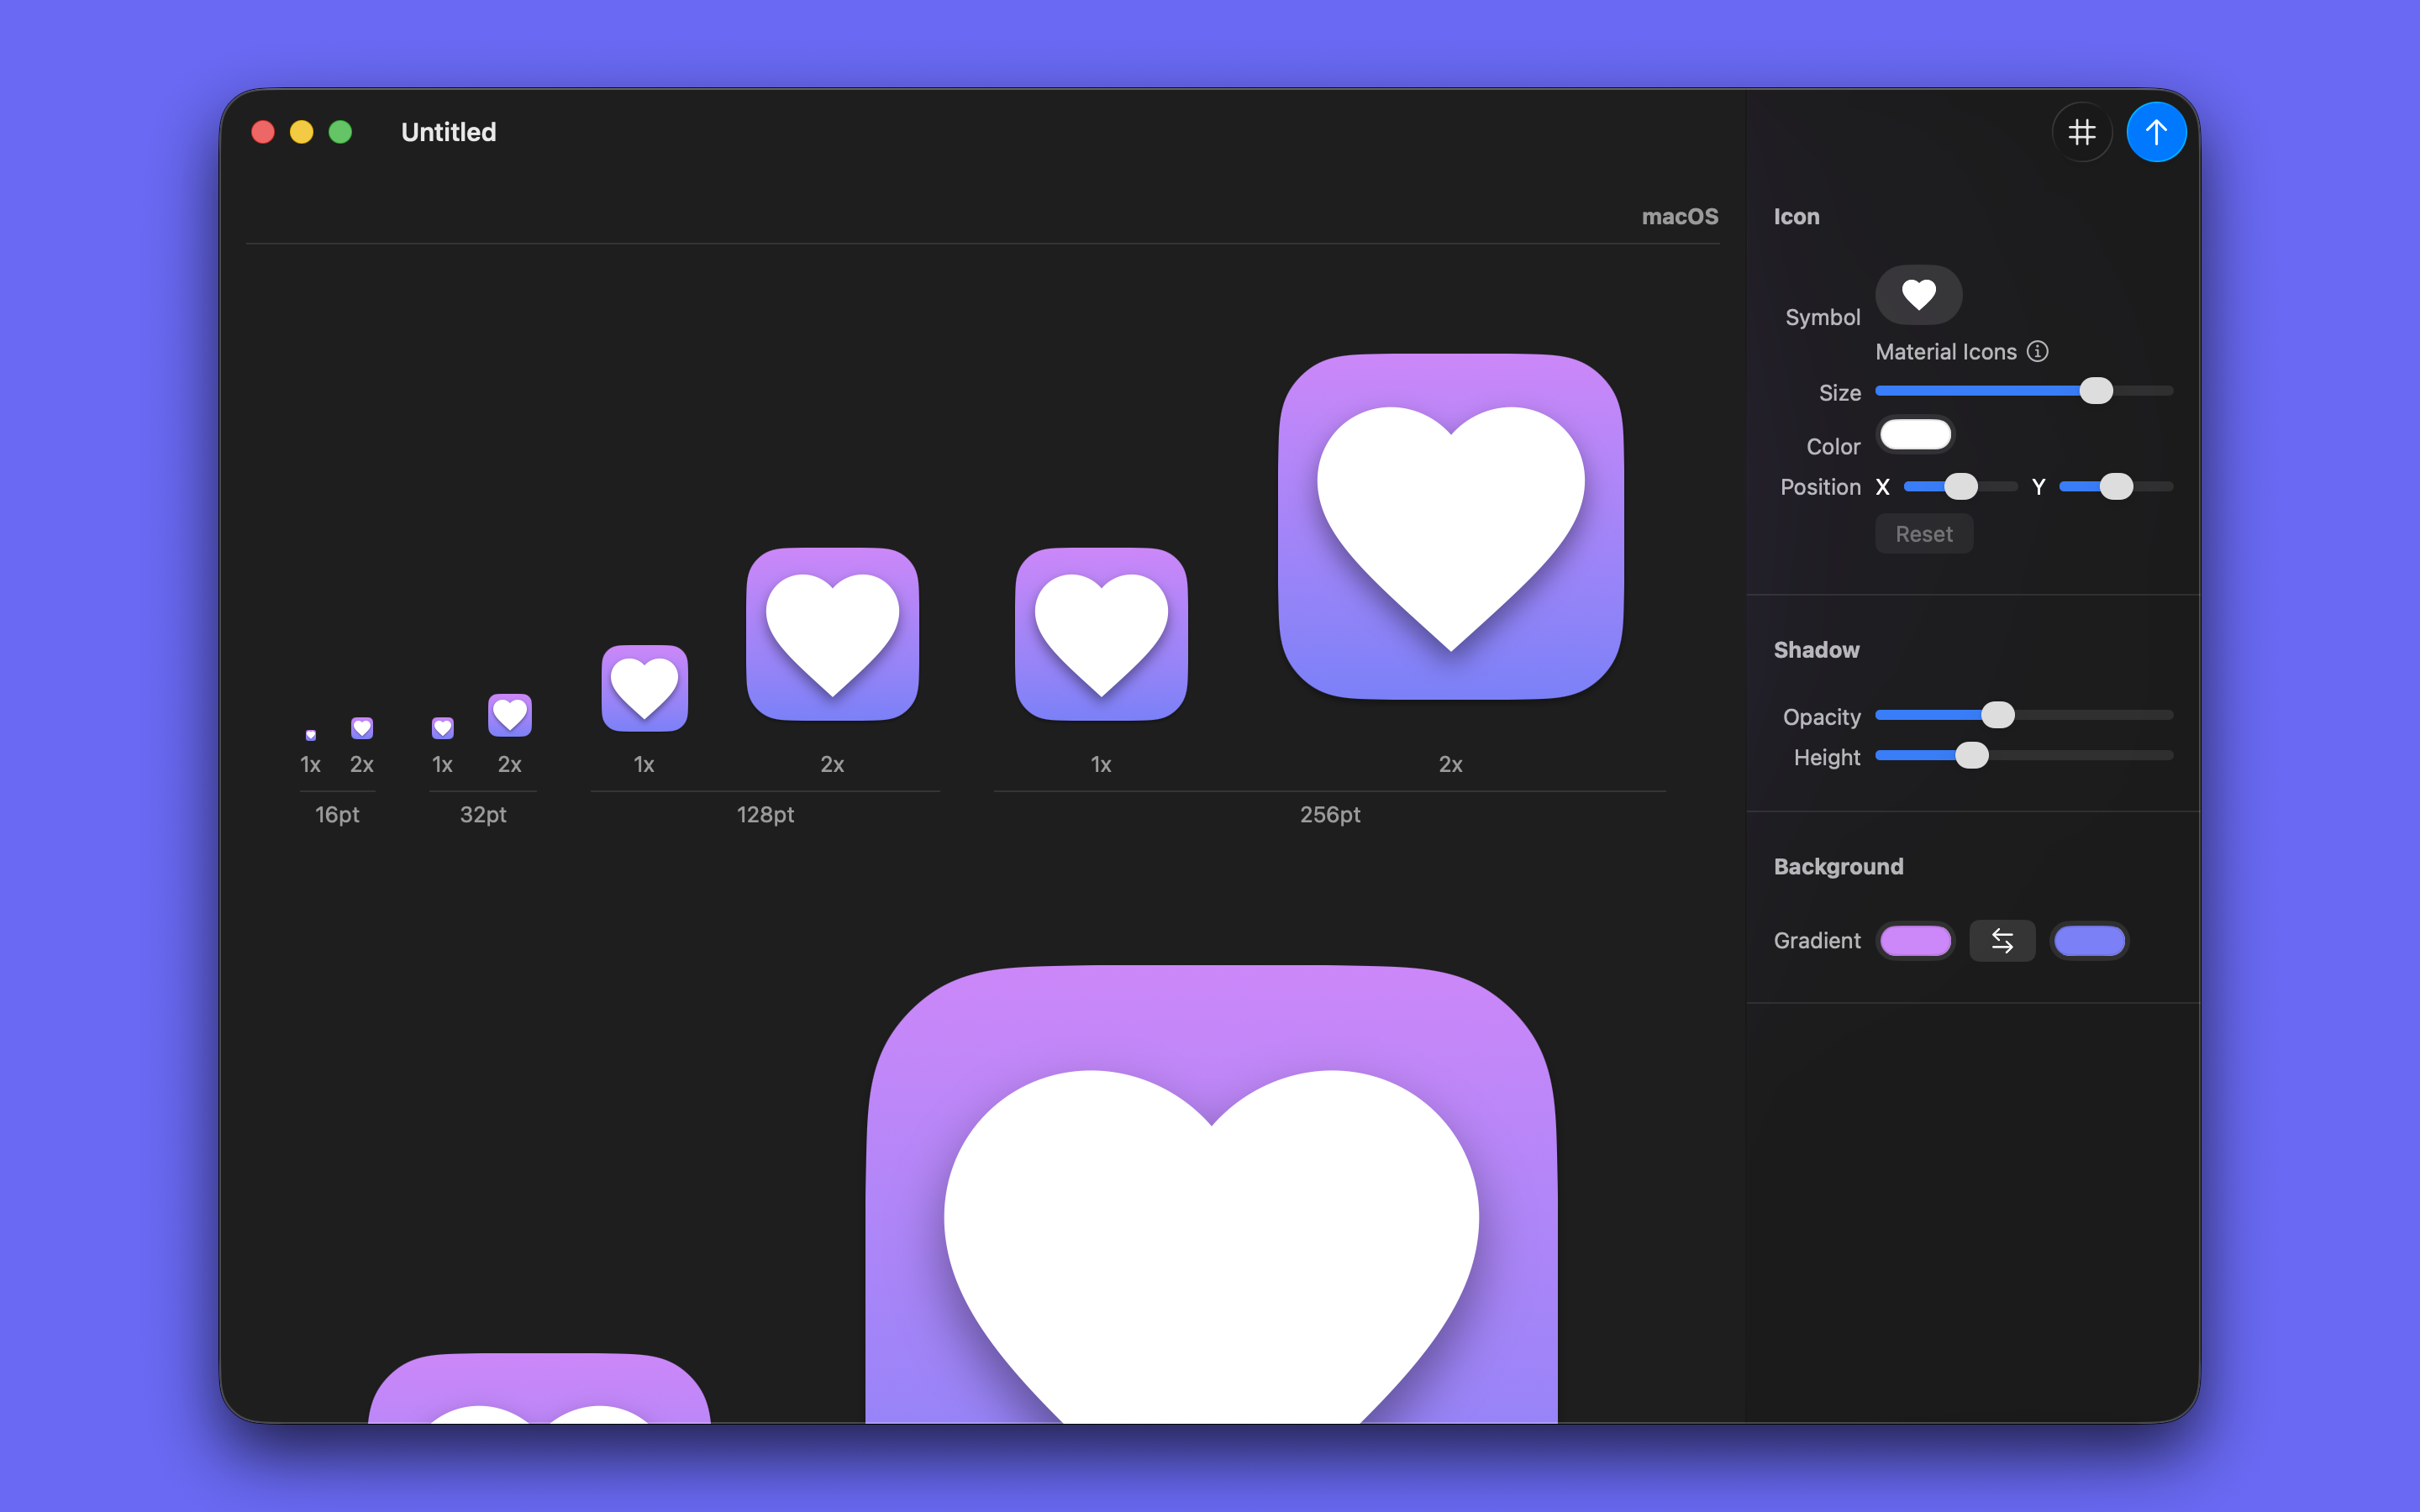 Untitled
macOS
1x 2x 1x 2x 1x 2x 1x 2x
16pt 32pt 128pt 256pt
Icon
Symbol
Material Icons
Size
Color
Position X Y
Reset
Shadow
Opacity
Height
Background
Gradient